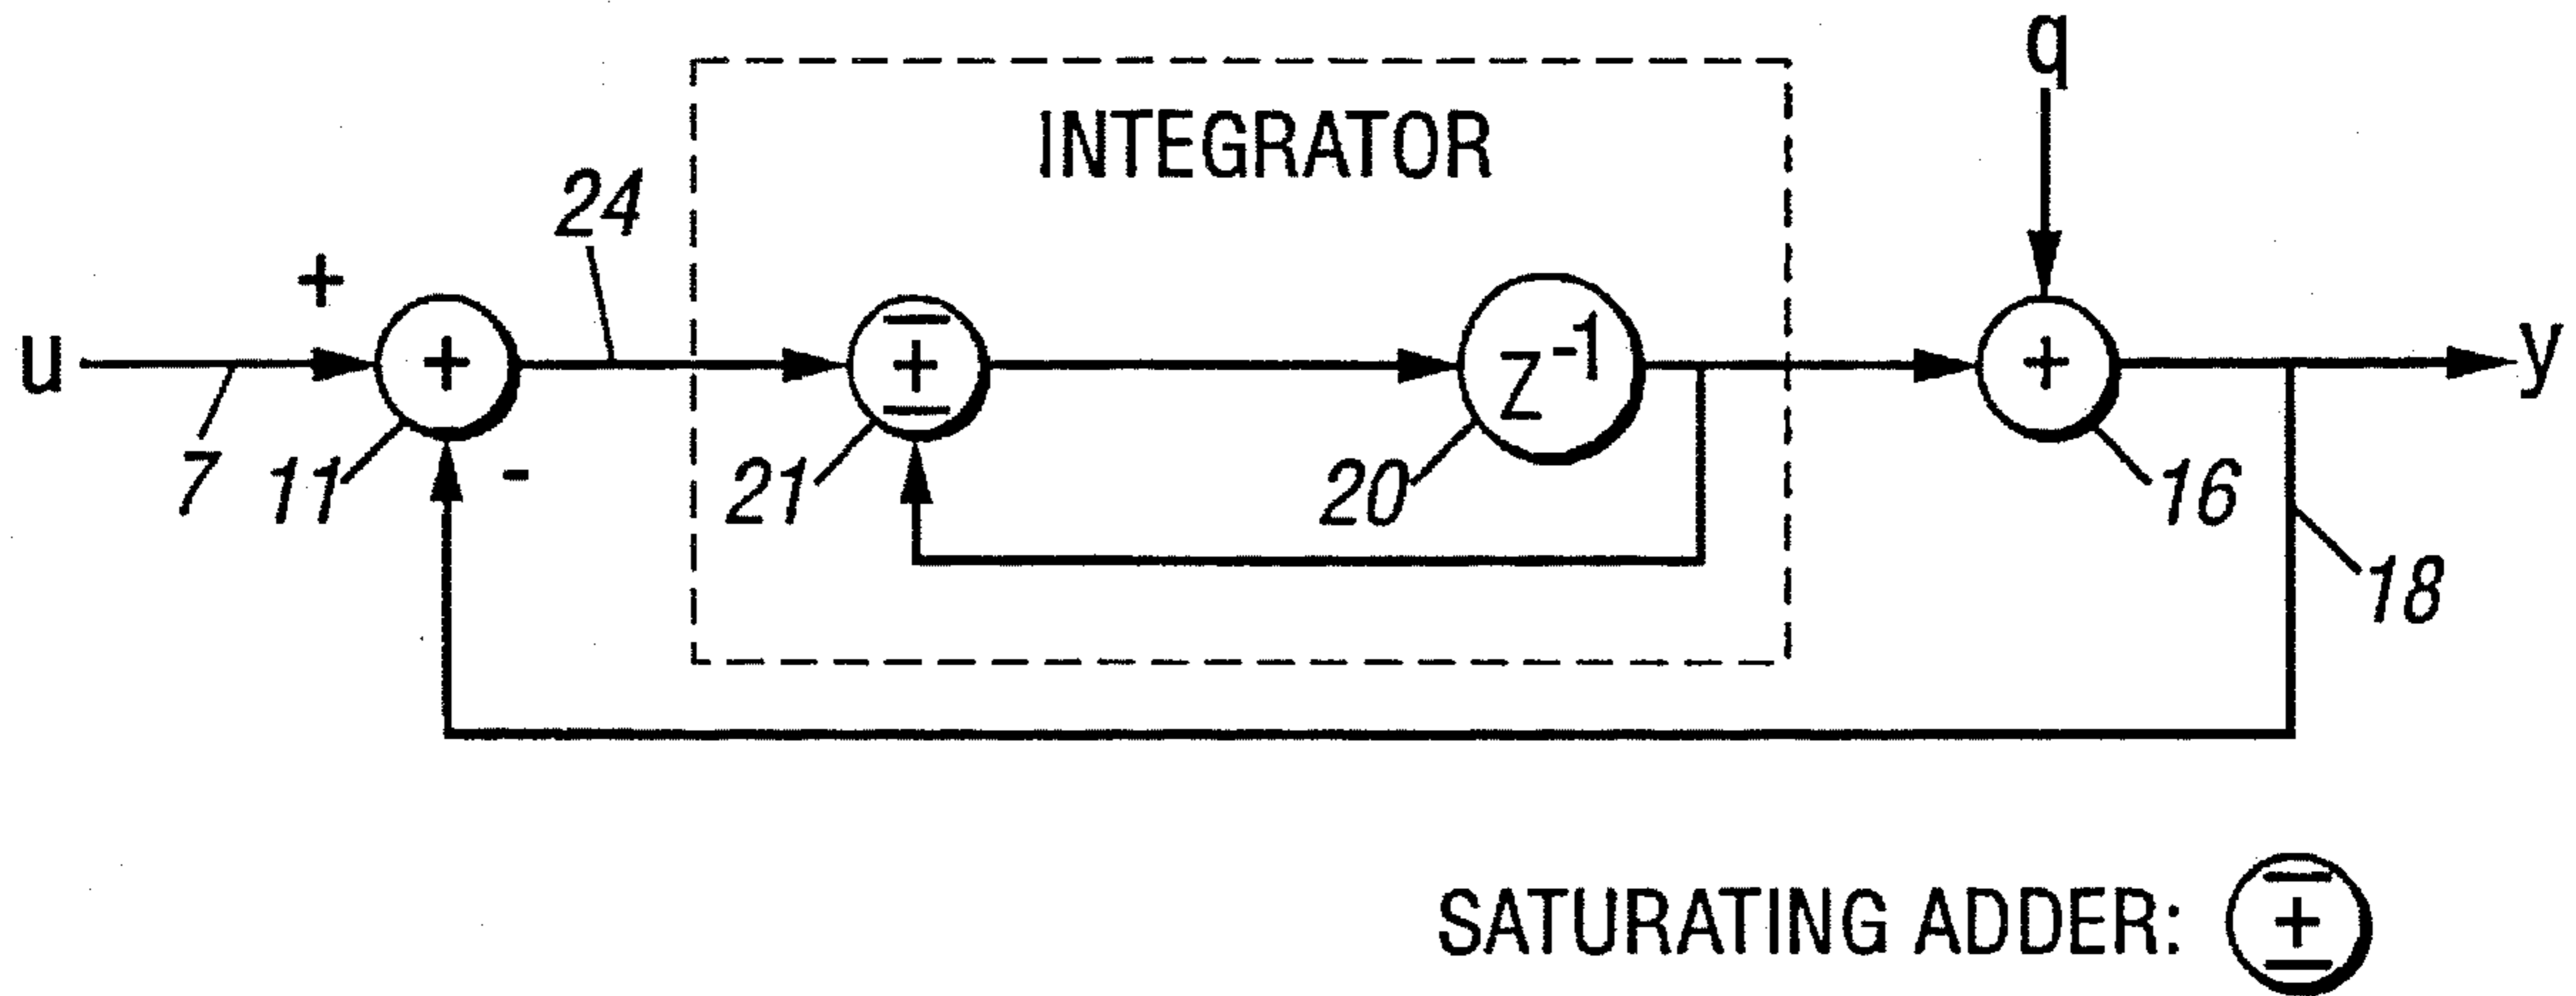 q
INTEGRATOR
24
+
u
+
+
z⁻¹
+
y
7
11
-
21
20
16
18
SATURATING ADDER: +